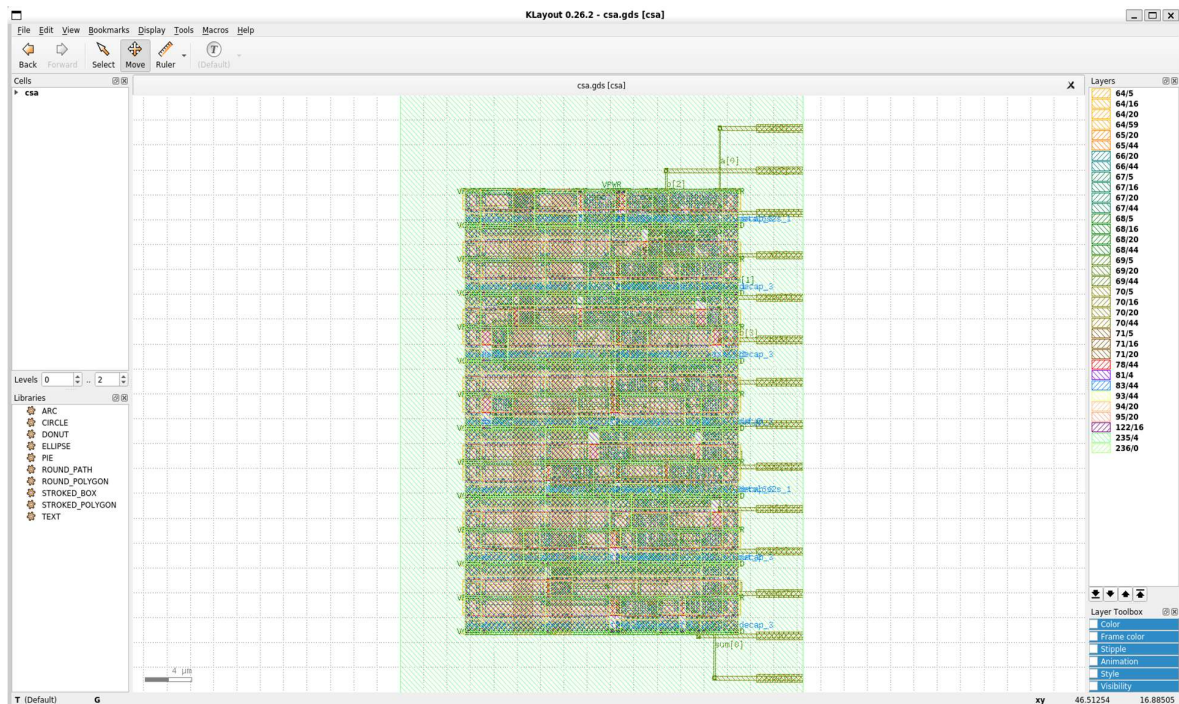 KLayout 0.26.2 - csa.gds [csa]
File Edit View Bookmarks Display Tools Macros Help
Back Forward Select Move Ruler (Default)
Cells
csa
Levels 0 .. 2
Libraries
ARC
CIRCLE
DONUT
ELLIPSE
PIE
ROUND_PATH
ROUND_POLYGON
STROKED_BOX
STROKED_POLYGON
TEXT
csa.gds [csa]
VPWR
b[2]
decap_3
decap_3
decap_3
decap_3
decap_3
sum[0]
4 µm
Layers
64/5
64/16
64/20
64/59
65/20
65/44
66/20
66/44
67/5
67/16
67/20
67/44
68/5
68/16
68/20
68/44
69/5
69/20
69/44
70/5
70/16
70/20
70/44
71/5
71/16
71/20
78/44
81/4
83/44
93/44
94/20
95/20
122/16
235/4
236/0
Layer Toolbox
Color
Frame color
Stipple
Animation
Style
Visibility
T (Default) G xy 46.51254 16.88505